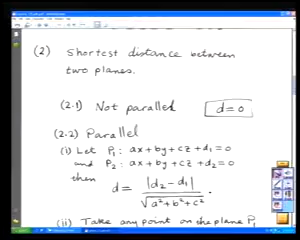 (2) Shortest distance between
two planes.
(2.1) Not parallel d=0
(2.2) Parallel
(i) Let P₁: ax+by+cz+d₁=0
and P₂: ax+by+cz+d₂=0
then
d = |d₂-d₁| / √(a²+b²+c²).
(ii) Take any point on the plane P₁